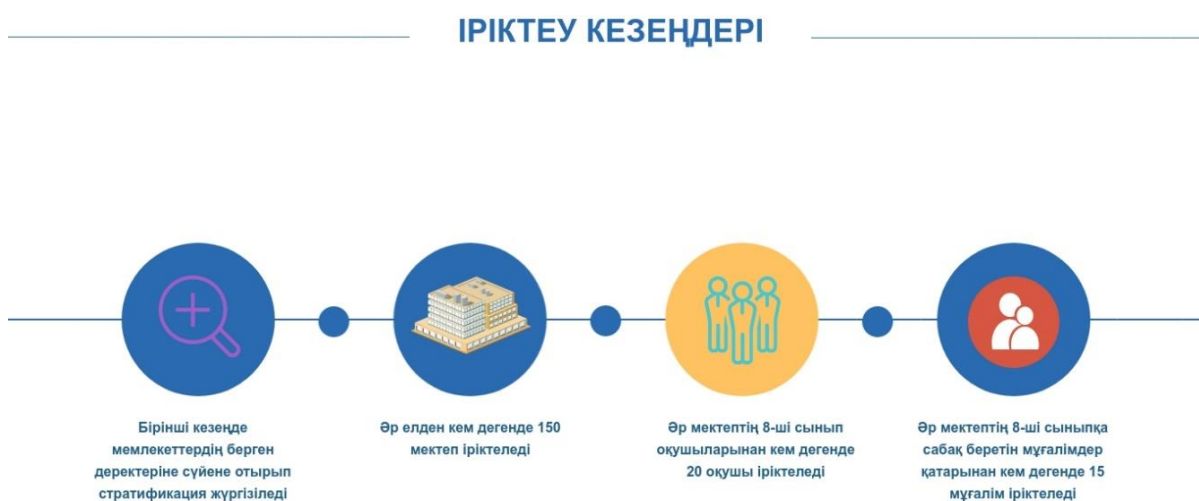 ІРІКТЕУ КЕЗЕҢДЕРІ
Бірінші кезеңде
мемлекеттердің берген
деректеріне сүйене отырып
стратификация жүргізіледі
Әр елден кем дегенде 150
мектеп іріктеледі
Әр мектептің 8-ші сынып
оқушыларынан кем дегенде
20 оқушы іріктеледі
Әр мектептің 8-ші сыныпқа
сабақ беретін мұғалімдер
қатарынан кем дегенде 15
мұғалім іріктеледі